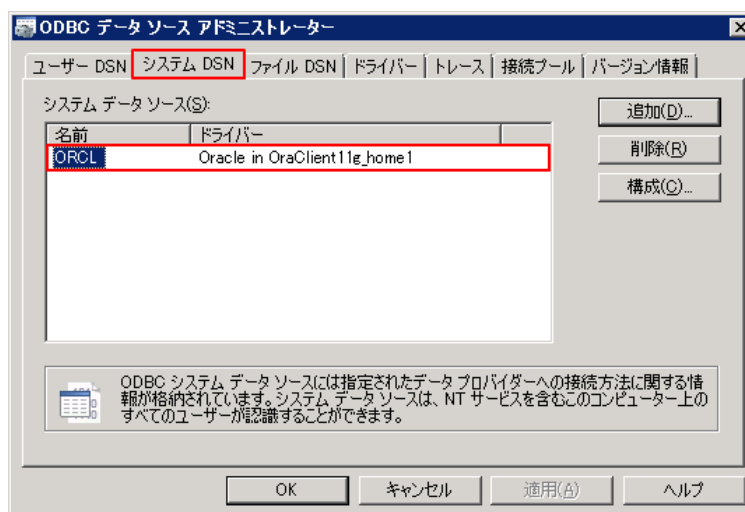 ODBC データ ソース アドミニストレーター
ユーザー DSN システム DSN ファイル DSN ドライバー トレース 接続プール バージョン情報
システム データ ソース(S):
名前 ドライバー
ORCL Oracle in OraClient11g_home1
追加(D)...
削除(R)
構成(C)...
ODBC システム データ ソースには指定されたデータ プロバイダーへの接続方法に関する情
報が格納されています。システム データ ソースは、NT サービスを含むこのコンピューター上の
すべてのユーザーが認識することができます。
OK キャンセル 適用(A) ヘルプ